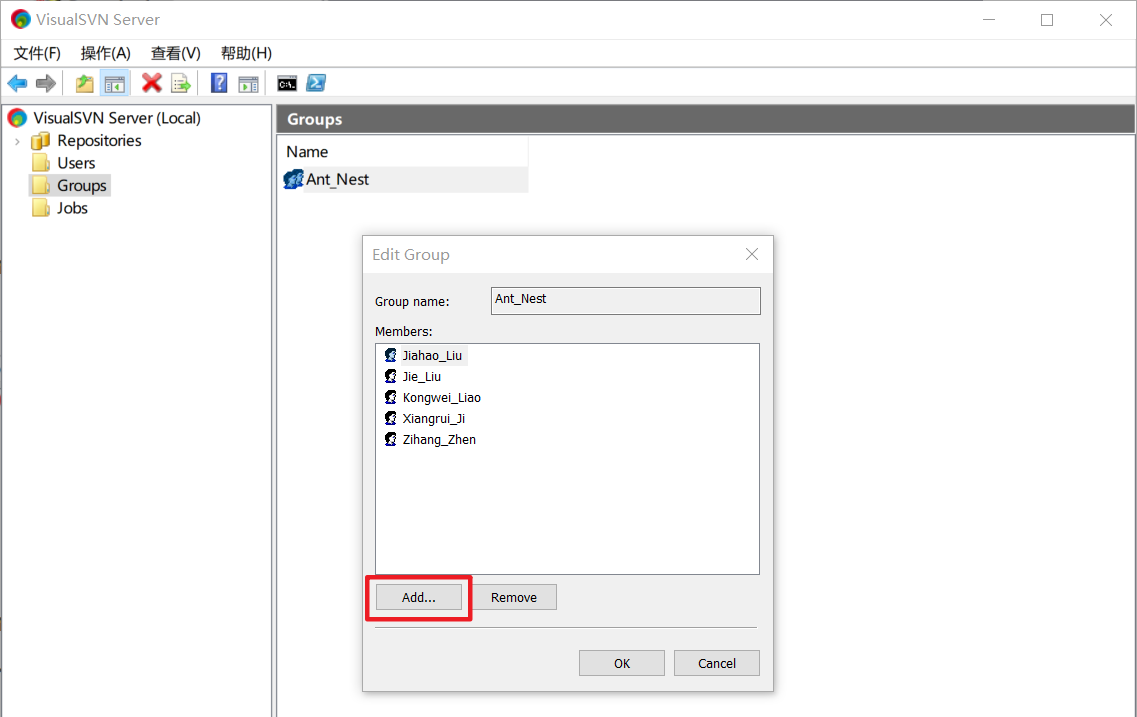 VisualSVN Server
文件(F) 操作(A) 查看(V) 帮助(H)
VisualSVN Server (Local)
Repositories
Users
Groups
Jobs
Groups
Name
Ant_Nest
Edit Group
Group name: Ant_Nest
Members:
Jiahao_Liu
Jie_Liu
Kongwei_Liao
Xiangrui_Ji
Zihang_Zhen
Add... Remove
OK Cancel